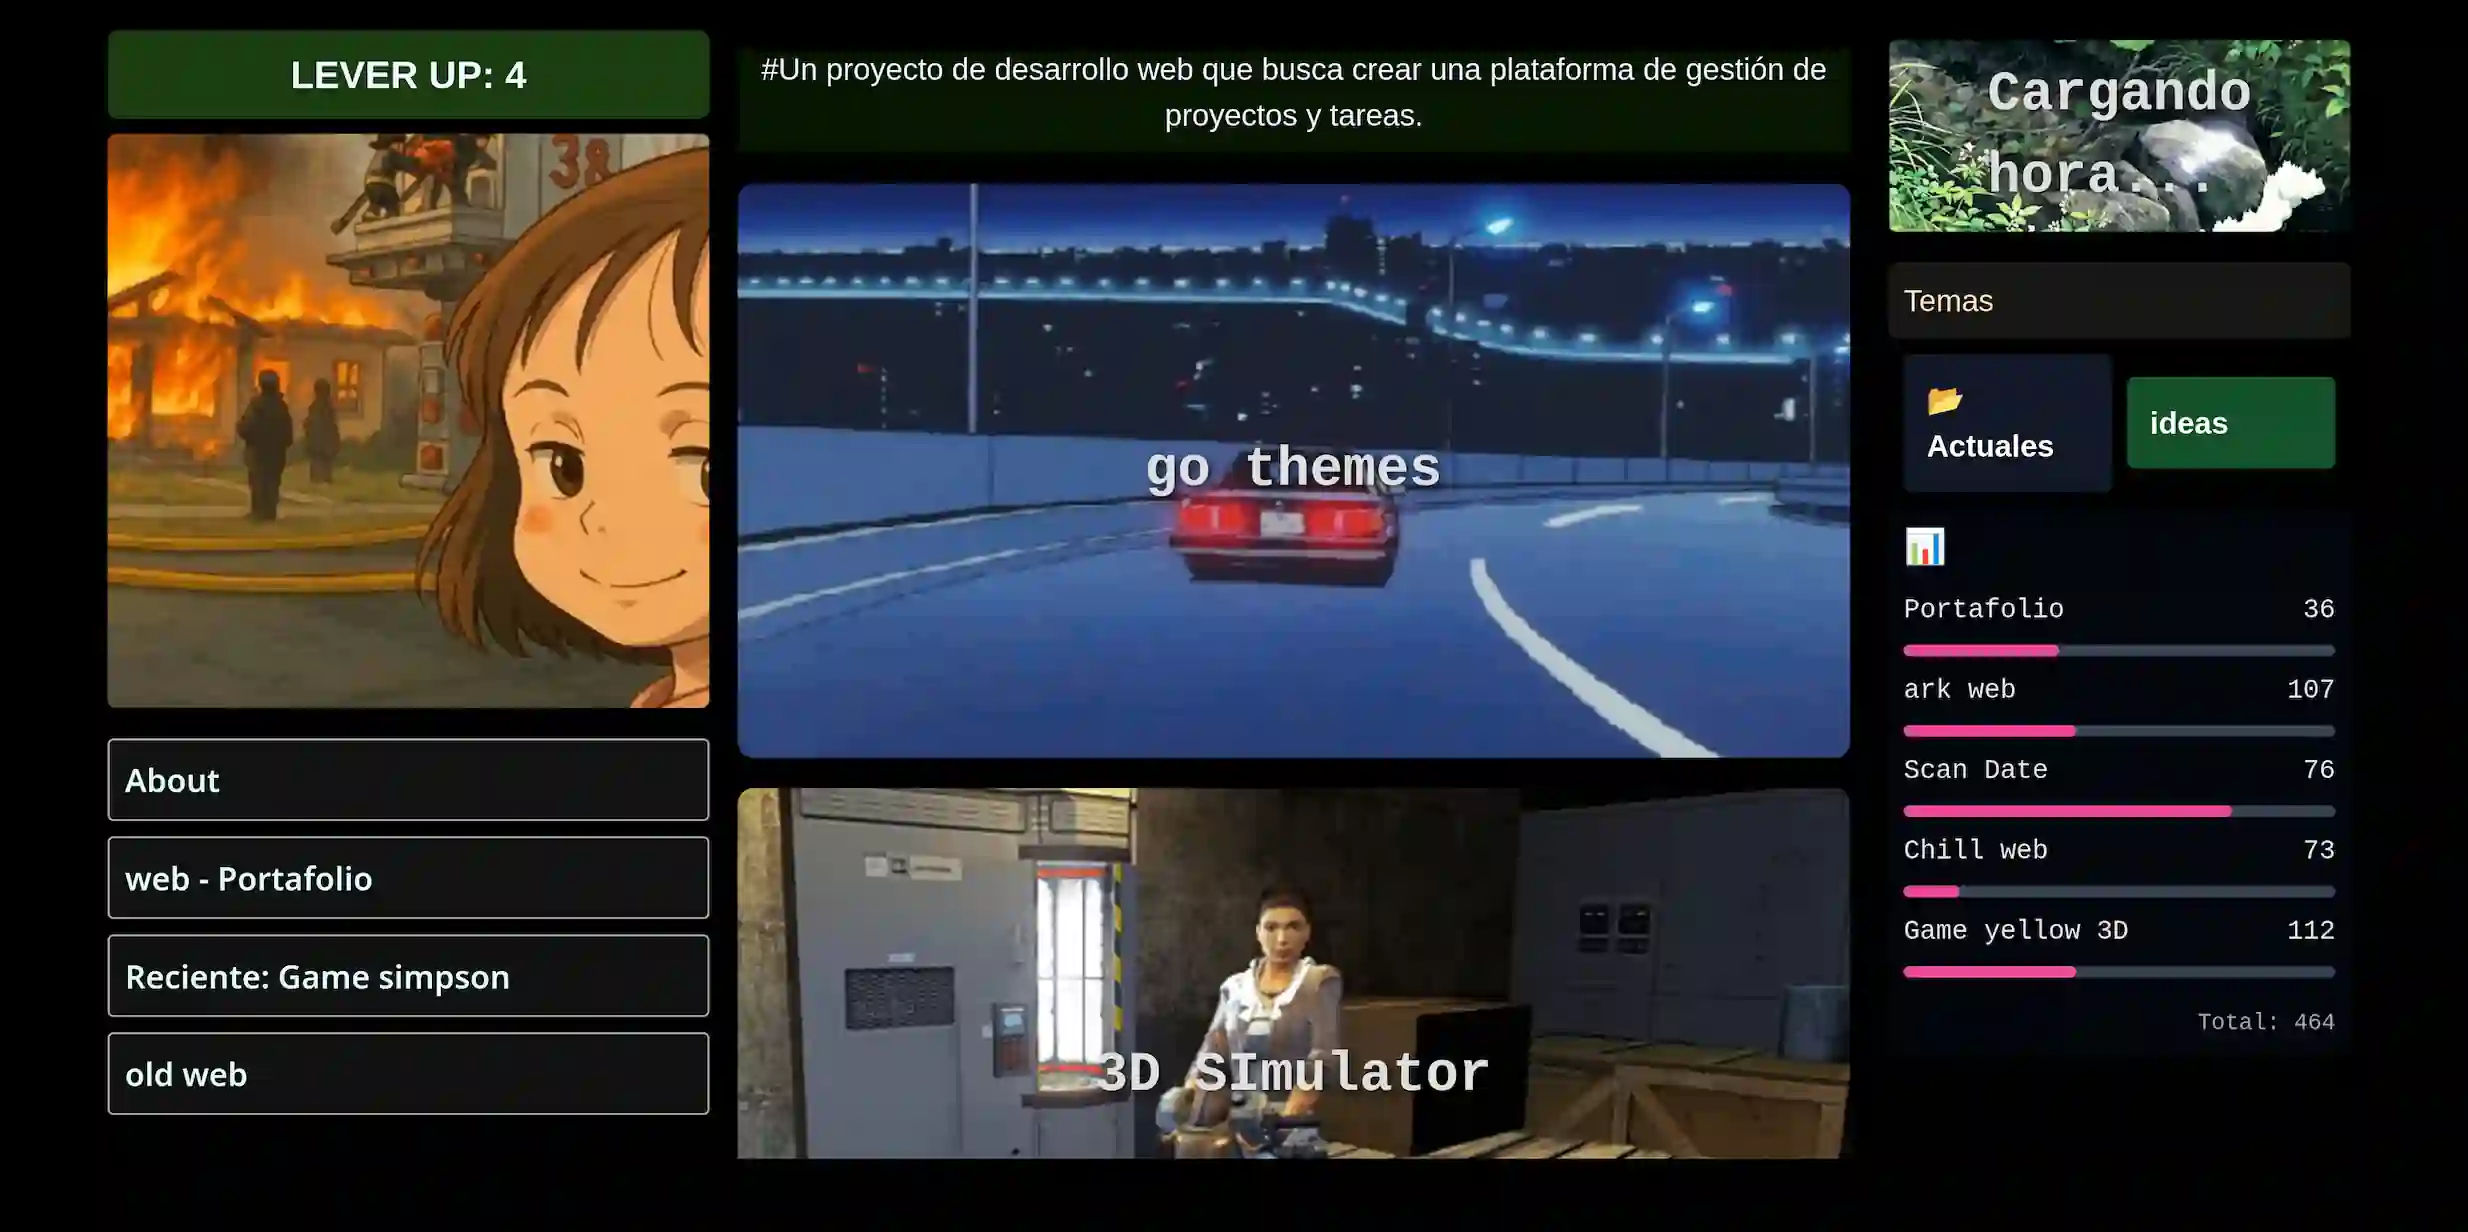 LEVER UP: 4
38
About
web - Portafolio
Reciente: Game simpson
old web
#Un proyecto de desarrollo web que busca crear una plataforma de gestión de
proyectos y tareas.
go themes
3D SImulator
Cargando
hora...
Temas
Actuales
ideas
Portafolio 36
ark web 107
Scan Date 76
Chill web 73
Game yellow 3D 112
Total: 464